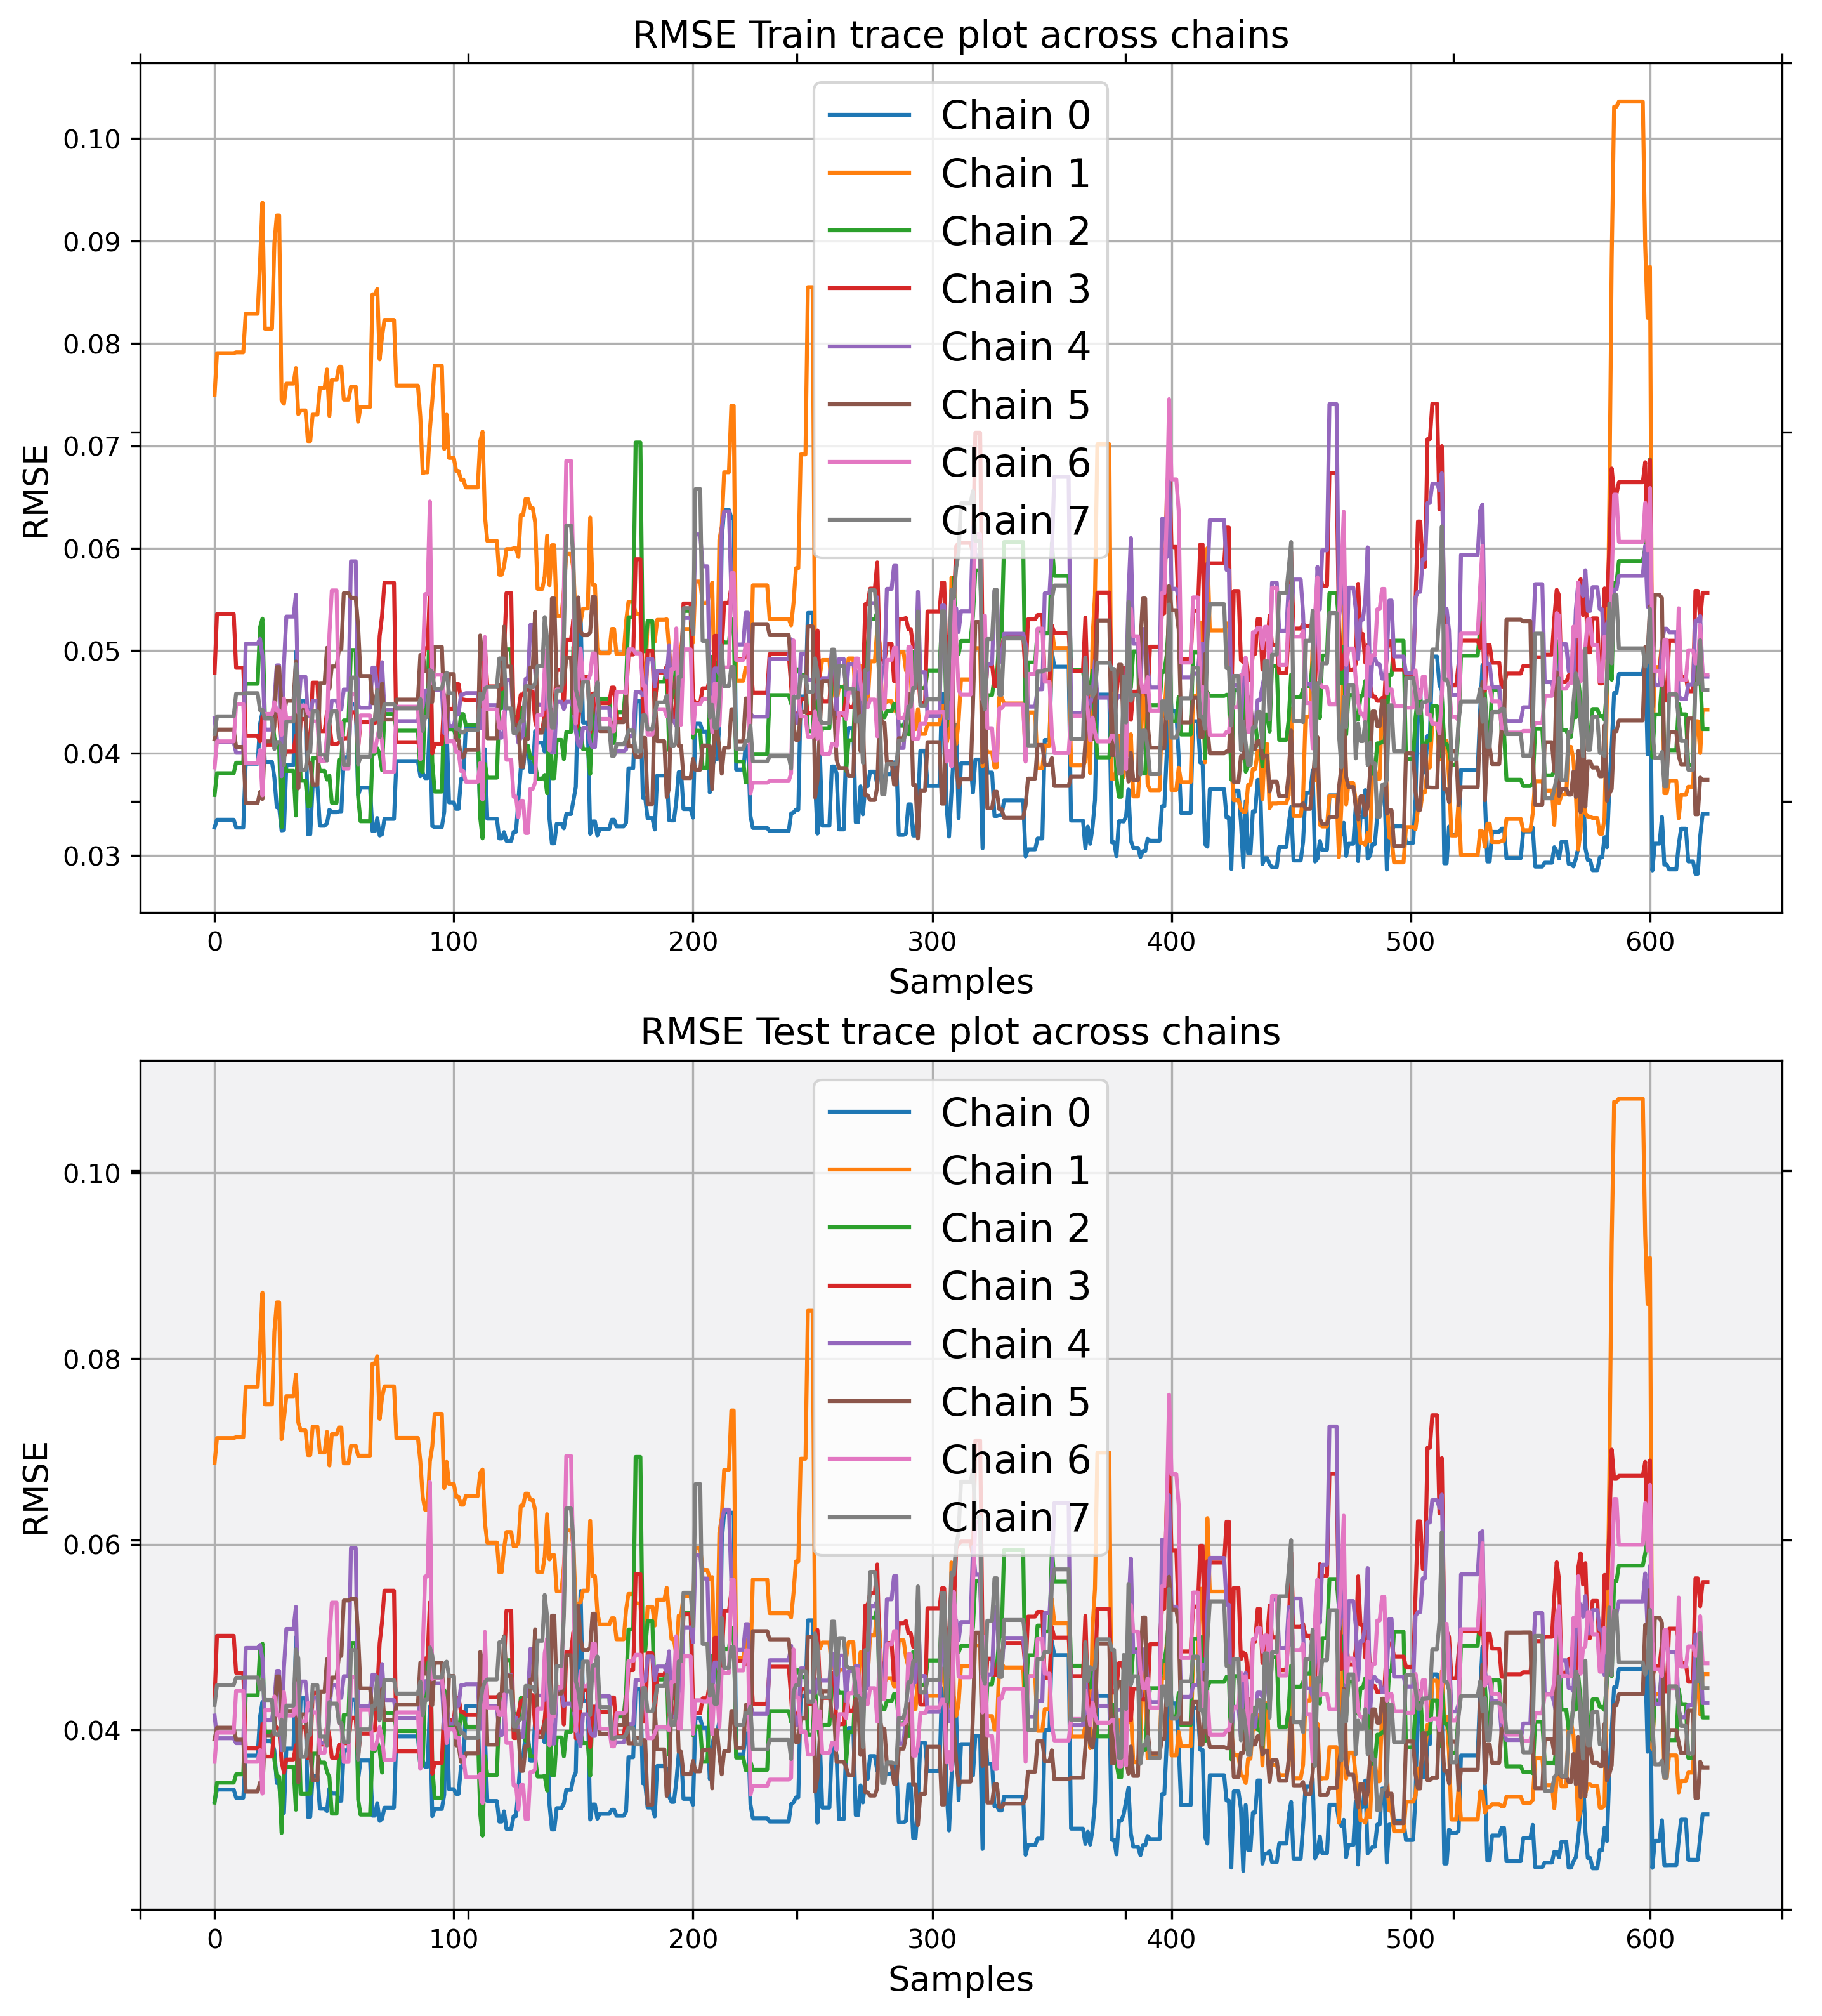 RMSE Train trace plot across chains
Chain 0
Chain 1
Chain 2
Chain 3
Chain 4
Chain 5
Chain 6
Chain 7
0.10
0.09
0.08
0.07
0.06
0.05
0.04
0.03
RMSE
0 100 200 300 400 500 600
Samples
RMSE Test trace plot across chains
Chain 0
Chain 1
Chain 2
Chain 3
Chain 4
Chain 5
Chain 6
Chain 7
0.10
0.08
0.06
0.04
RMSE
0 100 200 300 400 500 600
Samples